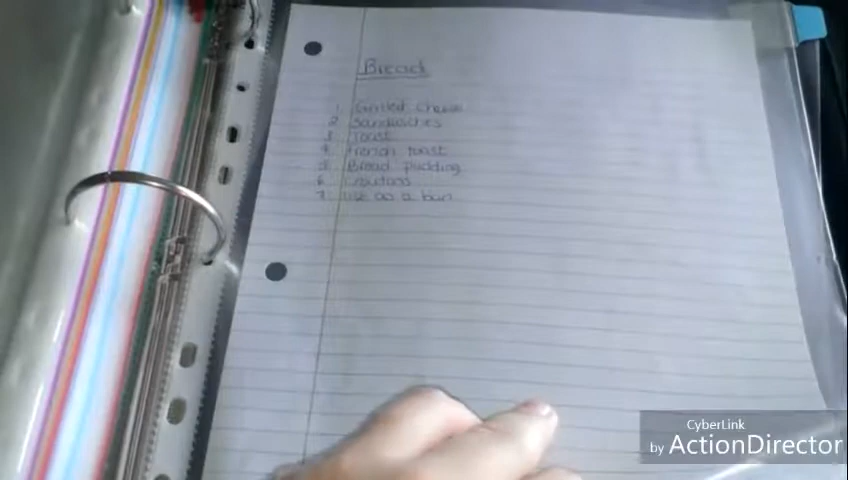 Bread
1 Grilled cheese
2 Sandwiches
3 Toast
4 French toast
5 Bread pudding
6 Croutons
7 use as a bun
CyberLink
by ActionDirector